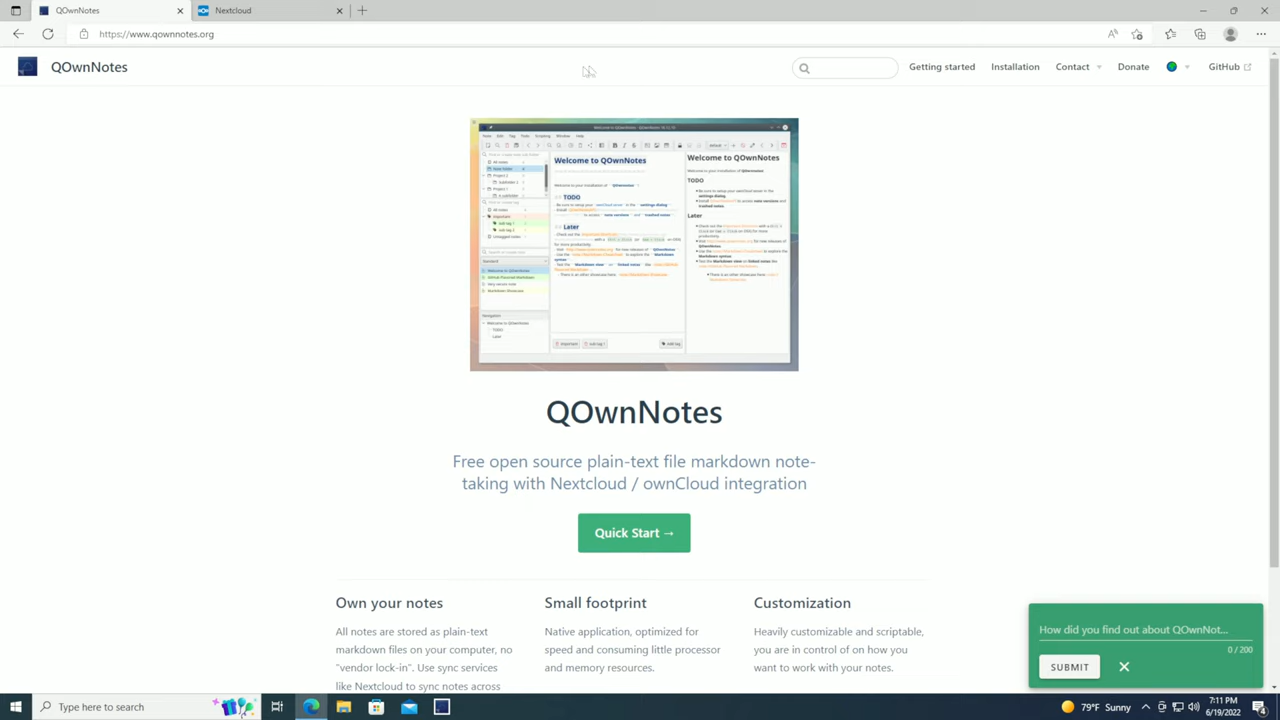 QOwnNotes
Nextcloud
https://www.qownnotes.org
QOwnNotes
Getting started
Installation
Contact
Donate
GitHub
Welcome to QOwnNotes
Welcome to QOwnNotes
TODO
TODO
Later
Later
QOwnNotes
Free open source plain-text file markdown note-
taking with Nextcloud / ownCloud integration
Quick Start →
Own your notes
Small footprint
Customization
All notes are stored as plain-text
markdown files on your computer, no
"vendor lock-in". Use sync services
like Nextcloud to sync notes across
Native application, optimized for
speed and consuming little processor
and memory resources.
Heavily customizable and scriptable,
you are in control of on how you
want to work with your notes.
How did you find out about QOwnNot...
0 / 200
SUBMIT
Type here to search
79°F Sunny
7:11 PM
6/19/2022